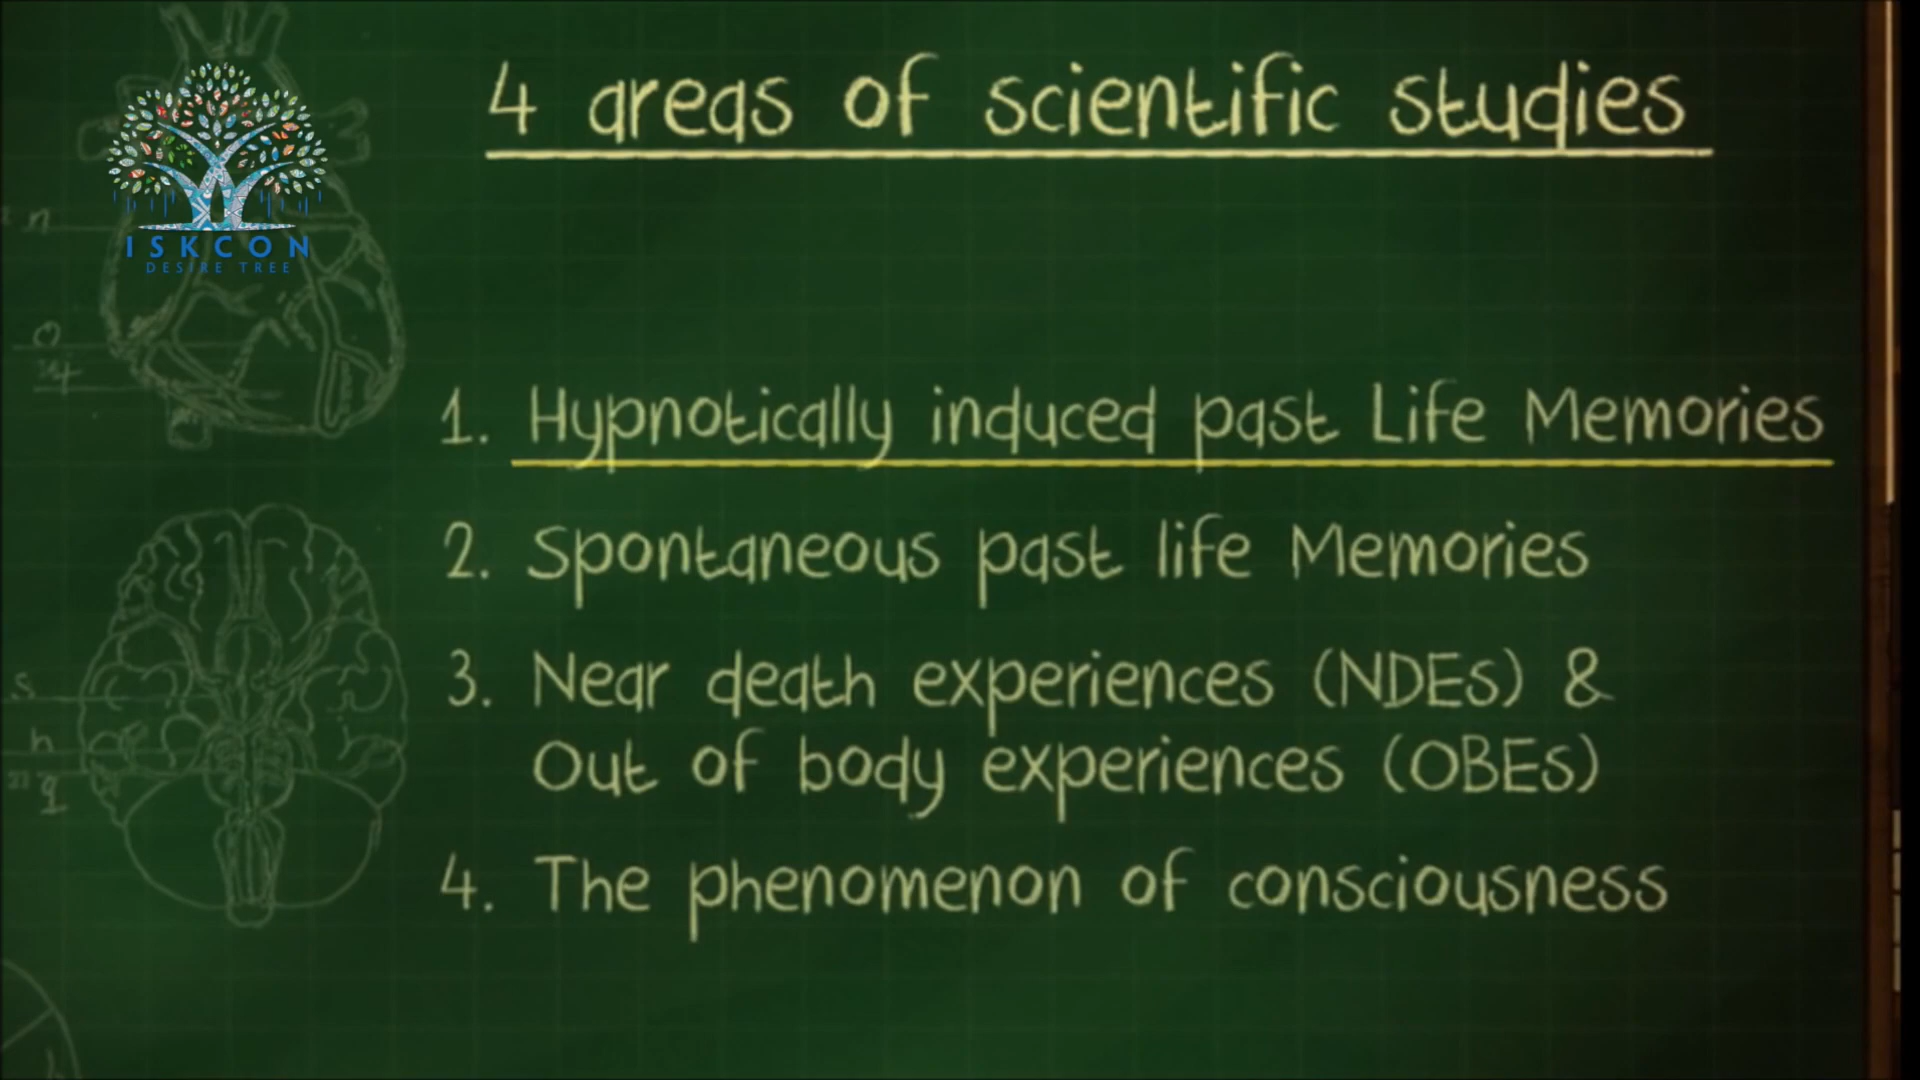 ISKCON
DESIRE TREE
4 areas of scientific studies
1. Hypnotically induced past Life Memories
2. Spontaneous past life Memories
3. Near death experiences (NDEs) &
Out of body experiences (OBEs)
4. The phenomenon of consciousness
n
s
h
q